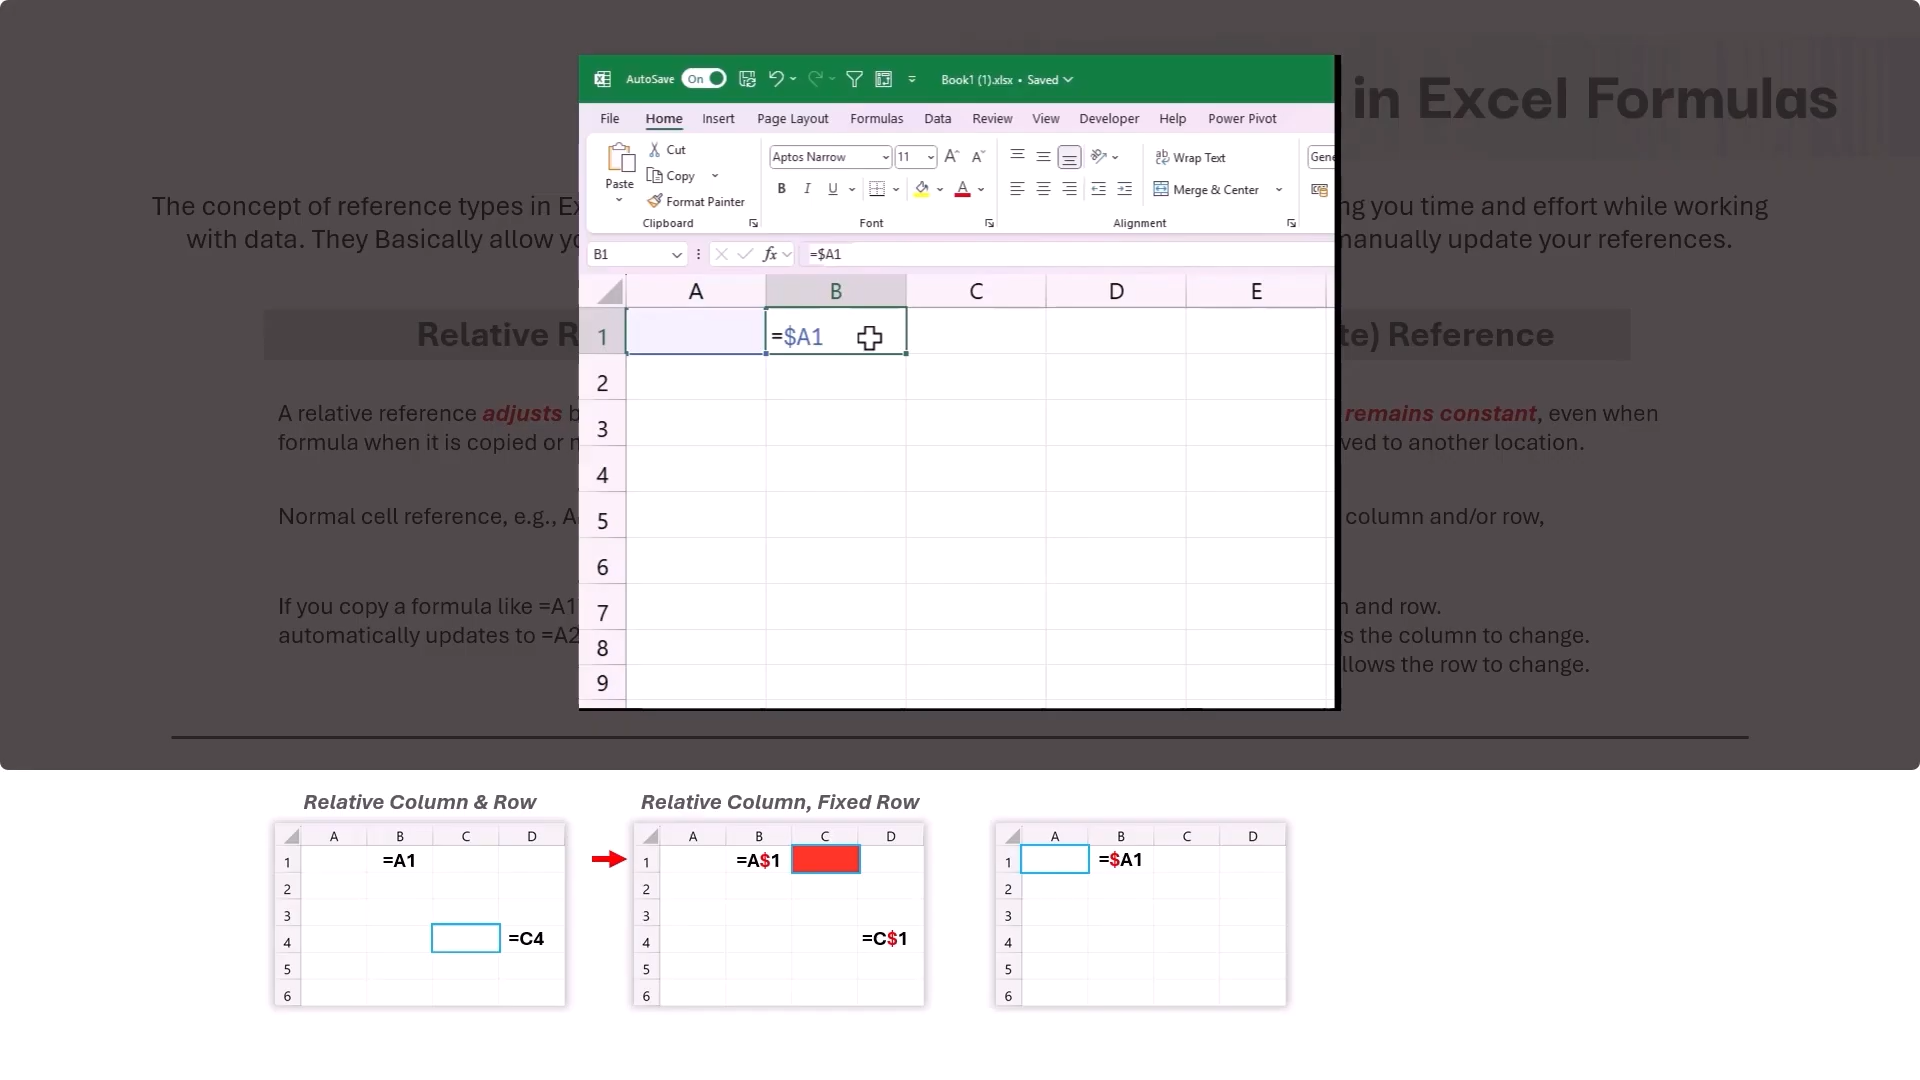 AutoSave On Book1 (1).xlsx • Saved
in Excel Formulas
File Home Insert Page Layout Formulas Data Review View Developer Help Power Pivot
Paste Cut Aptos Narrow 11 Wrap Text
Copy
Format Painter B I U A Merge & Center
Clipboard Font Alignment
The concept of reference types in
you time and effort while working
with data. They Basically allow
manually update your references.
B1 fx =$A1
A B C D E
1 =$A1
2
3
4
5
6
7
8
9
Relative
Reference
A relative reference adjusts
formula when it is copied or
remains constant, even when
to another location.
Normal cell reference, e.g.,
column and/or row,
If you copy a formula like =A1
automatically updates to =A2
and row.
the column to change.
the row to change.
Relative Column & Row
A B C D
1 =A1
2
3
4 =C4
5
6
Relative Column, Fixed Row
A B C D
1 =A$1
2
3
4 =C$1
5
6
A B C D
1 =$A1
2
3
4
5
6